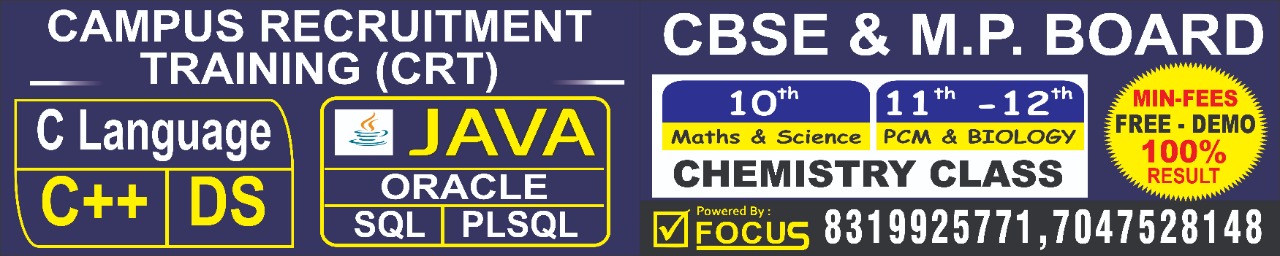 CAMPUS RECRUITMENT
TRAINING (CRT)
C Language
C++ DS
JAVA
ORACLE
SQL PLSQL
CBSE & M.P. BOARD
10th 11th -12th
Maths & Science PCM & BIOLOGY
CHEMISTRY CLASS
MIN-FEES
FREE - DEMO
100%
RESULT
Powered By :
FOCUS 8319925771,7047528148